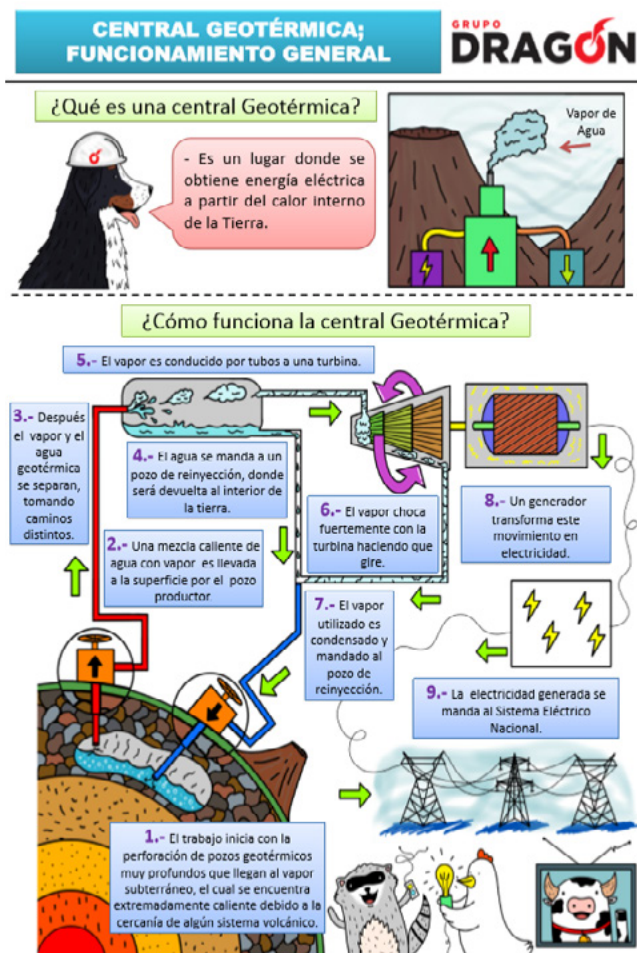 CENTRAL GEOTÉRMICA;
FUNCIONAMIENTO GENERAL
GRUPO
DRAGÓN
¿Qué es una central Geotérmica?
- Es un lugar donde se
obtiene energía eléctrica
a partir del calor interno
de la Tierra.
Vapor de
Agua
¿Cómo funciona la central Geotérmica?
5.- El vapor es conducido por tubos a una turbina.
3.- Después
el vapor y el
agua
geotérmica
se separan,
tomando
caminos
distintos.
4.- El agua se manda a un
pozo de reinyección, donde
será devuelta al interior de
la tierra.
2.- Una mezcla caliente de
agua con vapor es llevada
a la superficie por el pozo
productor.
6.- El vapor choca
fuertemente con la
turbina haciendo que
gire.
8.- Un generador
transforma este
movimiento en
electricidad.
7.- El vapor
utilizado es
condensado y
mandado al
pozo de
reinyección.
9.- La electricidad generada se
manda al Sistema Eléctrico
Nacional.
1.- El trabajo inicia con la
perforación de pozos geotérmicos
muy profundos que llegan al vapor
subterráneo, el cual se encuentra
extremadamente caliente debido a la
cercanía de algún sistema volcánico.